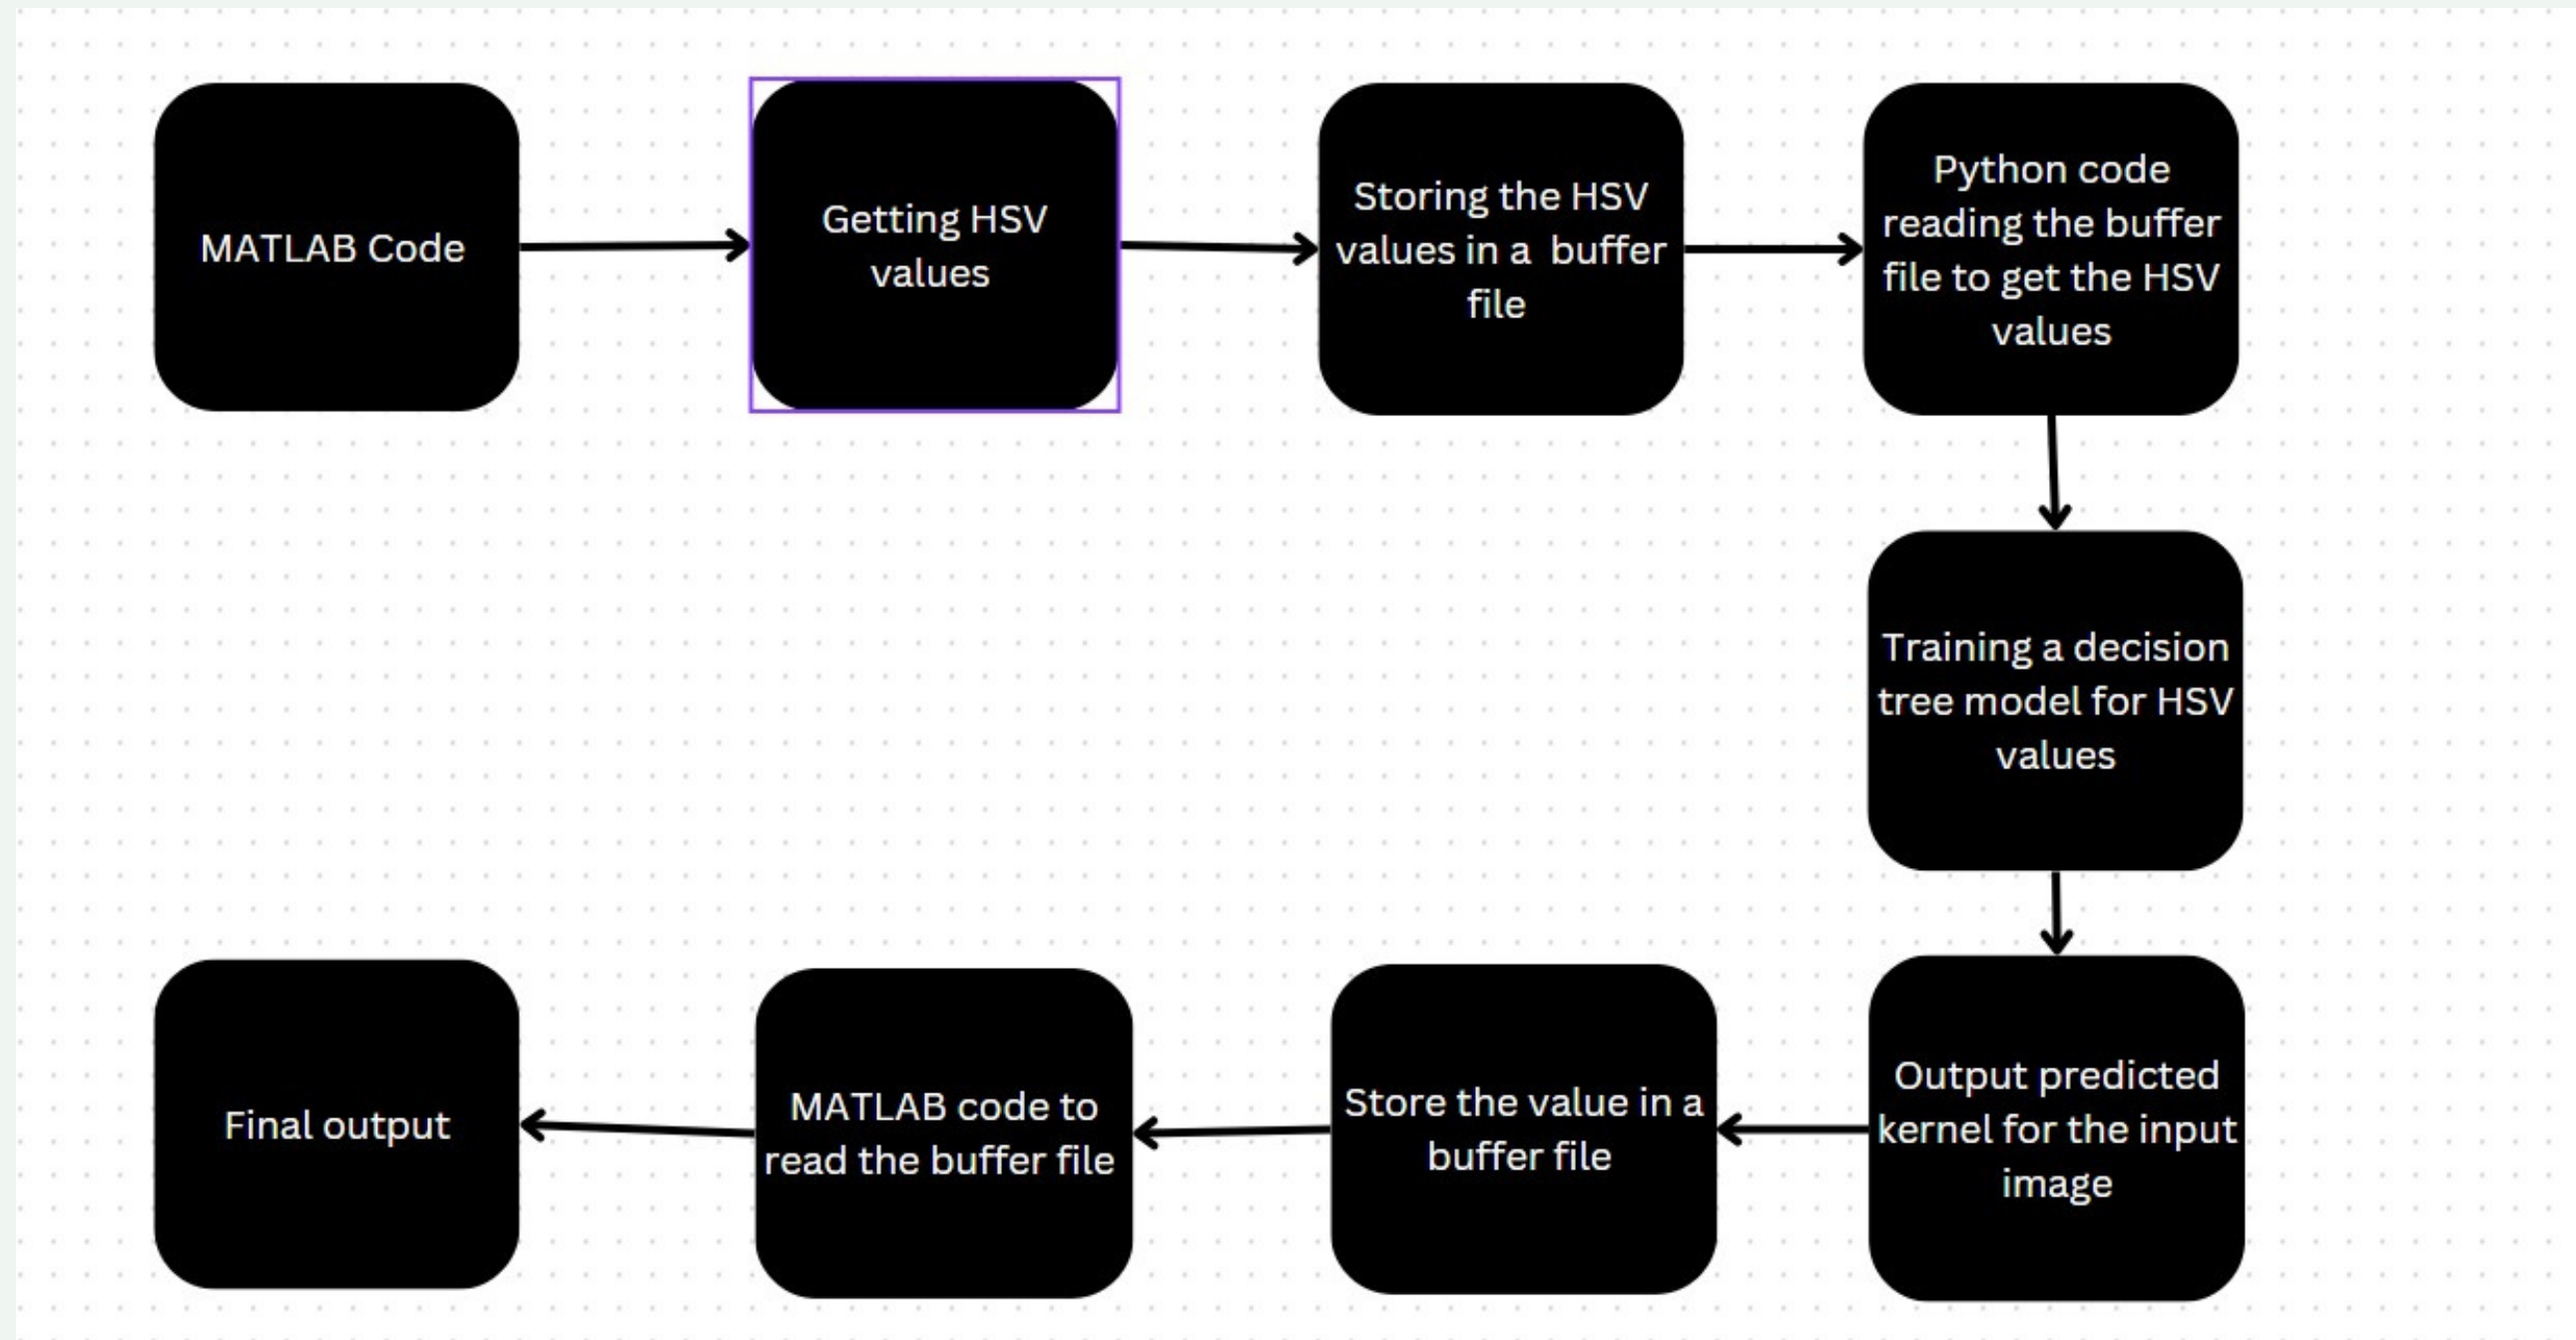 MATLAB Code
Getting HSV
values
Storing the HSV
values in a buffer
file
Python code
reading the buffer
file to get the HSV
values
Training a decision
tree model for HSV
values
Output predicted
kernel for the input
image
Store the value in a
buffer file
MATLAB code to
read the buffer file
Final output